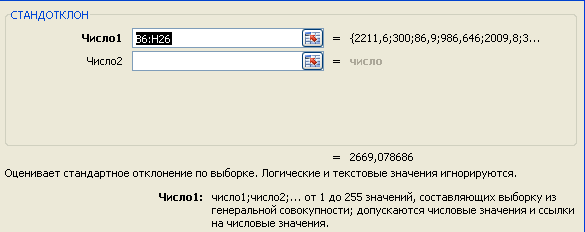 СТАНДОТКЛОН
Число1 B6:H26 = {2211,6;300;86,9;986,646;2009,8;3...
Число2 = число
= 2669,078686
Оценивает стандартное отклонение по выборке. Логические и текстовые значения игнорируются.
Число1: число1;число2;... от 1 до 255 значений, составляющих выборку из
генеральной совокупности; допускаются числовые значения и ссылки
на числовые значения.